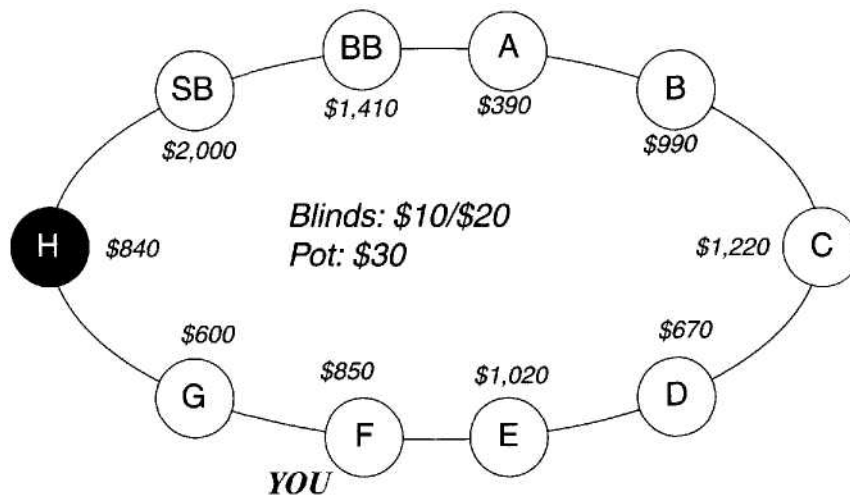 BB
A
SB
B
$1,410
$390
$2,000
$990
Blinds: $10/$20
Pot: $30
H
$840
$1,220
C
$600
$850
$1,020
$670
G
F
E
D
YOU